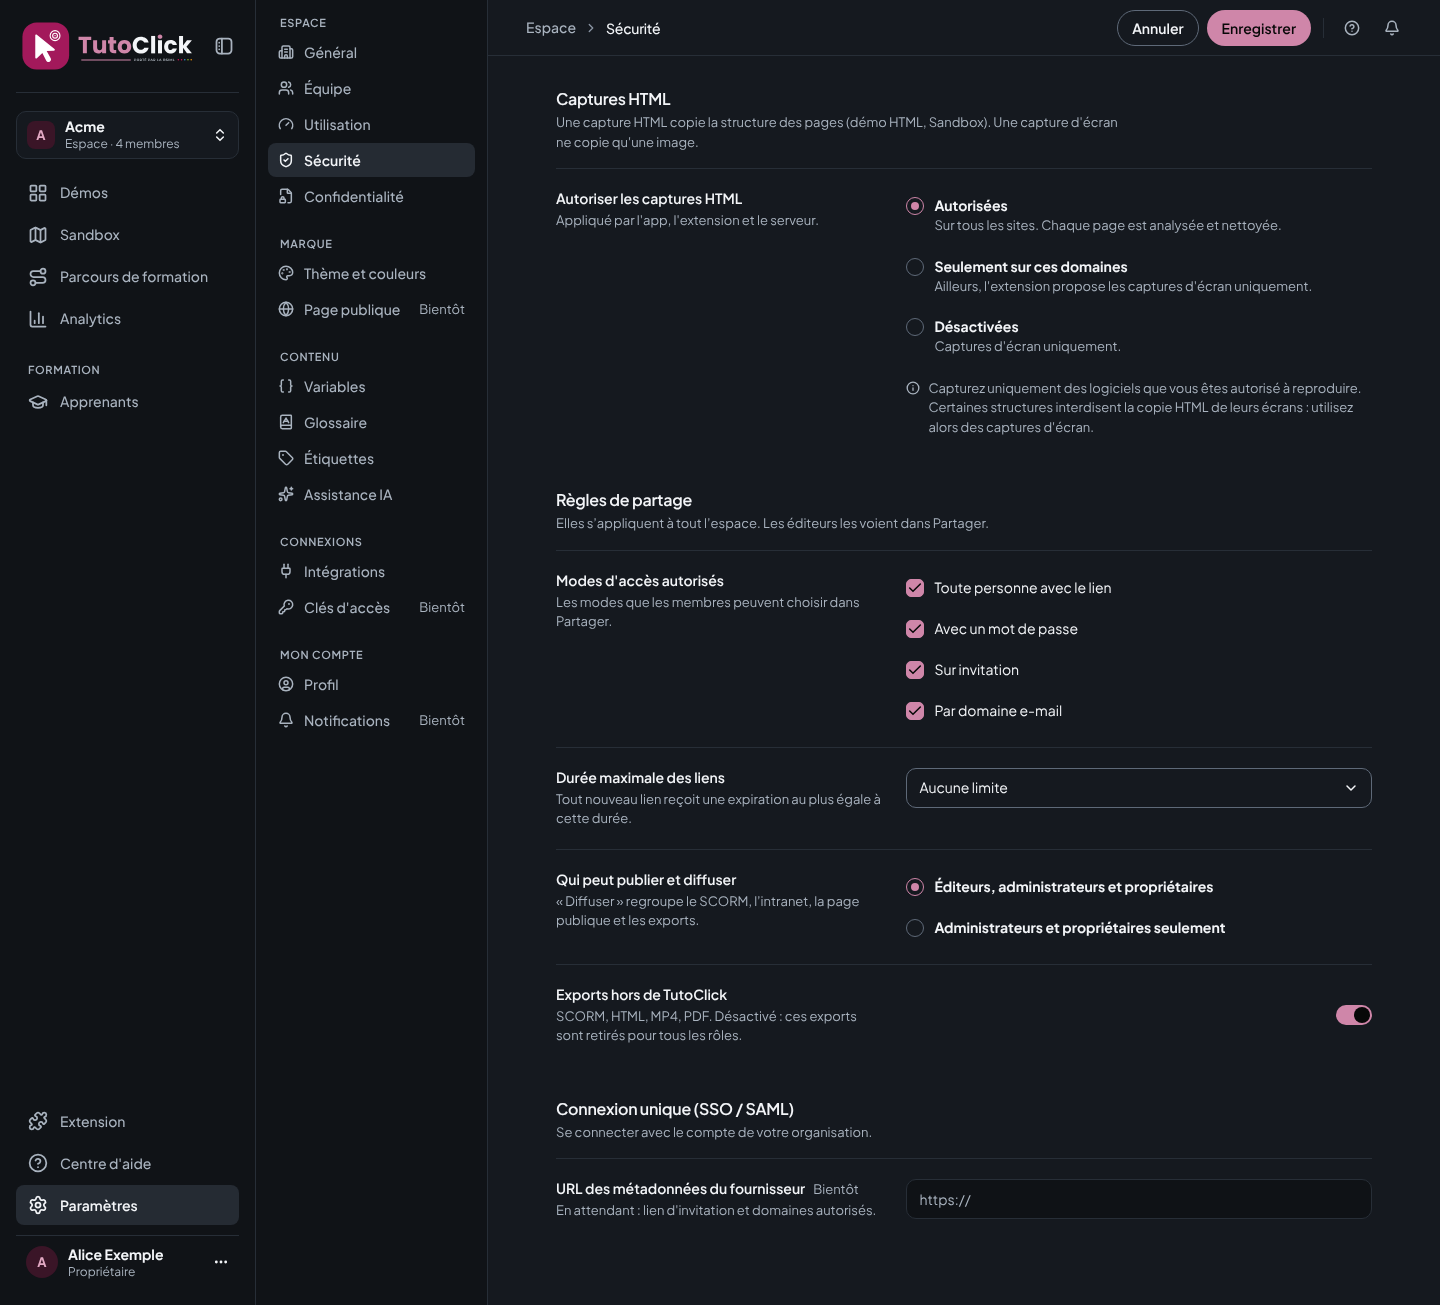 TutoClick
A
Acme
Espace · 4 membres
Démos
Sandbox
Parcours de formation
Analytics
FORMATION
Apprenants
Extension
Centre d'aide
Paramètres
A
Alice Exemple
Propriétaire
ESPACE
Général
Équipe
Utilisation
Sécurité
Confidentialité
MARQUE
Thème et couleurs
Page publique Bientôt
CONTENU
Variables
Glossaire
Étiquettes
Assistance IA
CONNEXIONS
Intégrations
Clés d'accès Bientôt
MON COMPTE
Profil
Notifications Bientôt
Espace > Sécurité
Annuler
Enregistrer
Captures HTML
Une capture HTML copie la structure des pages (démo HTML, Sandbox). Une capture d'écran
ne copie qu'une image.
Autoriser les captures HTML
Appliqué par l'app, l'extension et le serveur.
Autorisées
Sur tous les sites. Chaque page est analysée et nettoyée.
Seulement sur ces domaines
Ailleurs, l'extension propose les captures d'écran uniquement.
Désactivées
Captures d'écran uniquement.
Capturez uniquement des logiciels que vous êtes autorisé à reproduire.
Certaines structures interdisent la copie HTML de leurs écrans : utilisez
alors des captures d'écran.
Règles de partage
Elles s'appliquent à tout l'espace. Les éditeurs les voient dans Partager.
Modes d'accès autorisés
Les modes que les membres peuvent choisir dans
Partager.
Toute personne avec le lien
Avec un mot de passe
Sur invitation
Par domaine e-mail
Durée maximale des liens
Tout nouveau lien reçoit une expiration au plus égale à
cette durée.
Aucune limite
Qui peut publier et diffuser
« Diffuser » regroupe le SCORM, l'intranet, la page
publique et les exports.
Éditeurs, administrateurs et propriétaires
Administrateurs et propriétaires seulement
Exports hors de TutoClick
SCORM, HTML, MP4, PDF. Désactivé : ces exports
sont retirés pour tous les rôles.
Connexion unique (SSO / SAML)
Se connecter avec le compte de votre organisation.
URL des métadonnées du fournisseur Bientôt
En attendant : lien d'invitation et domaines autorisés.
https://